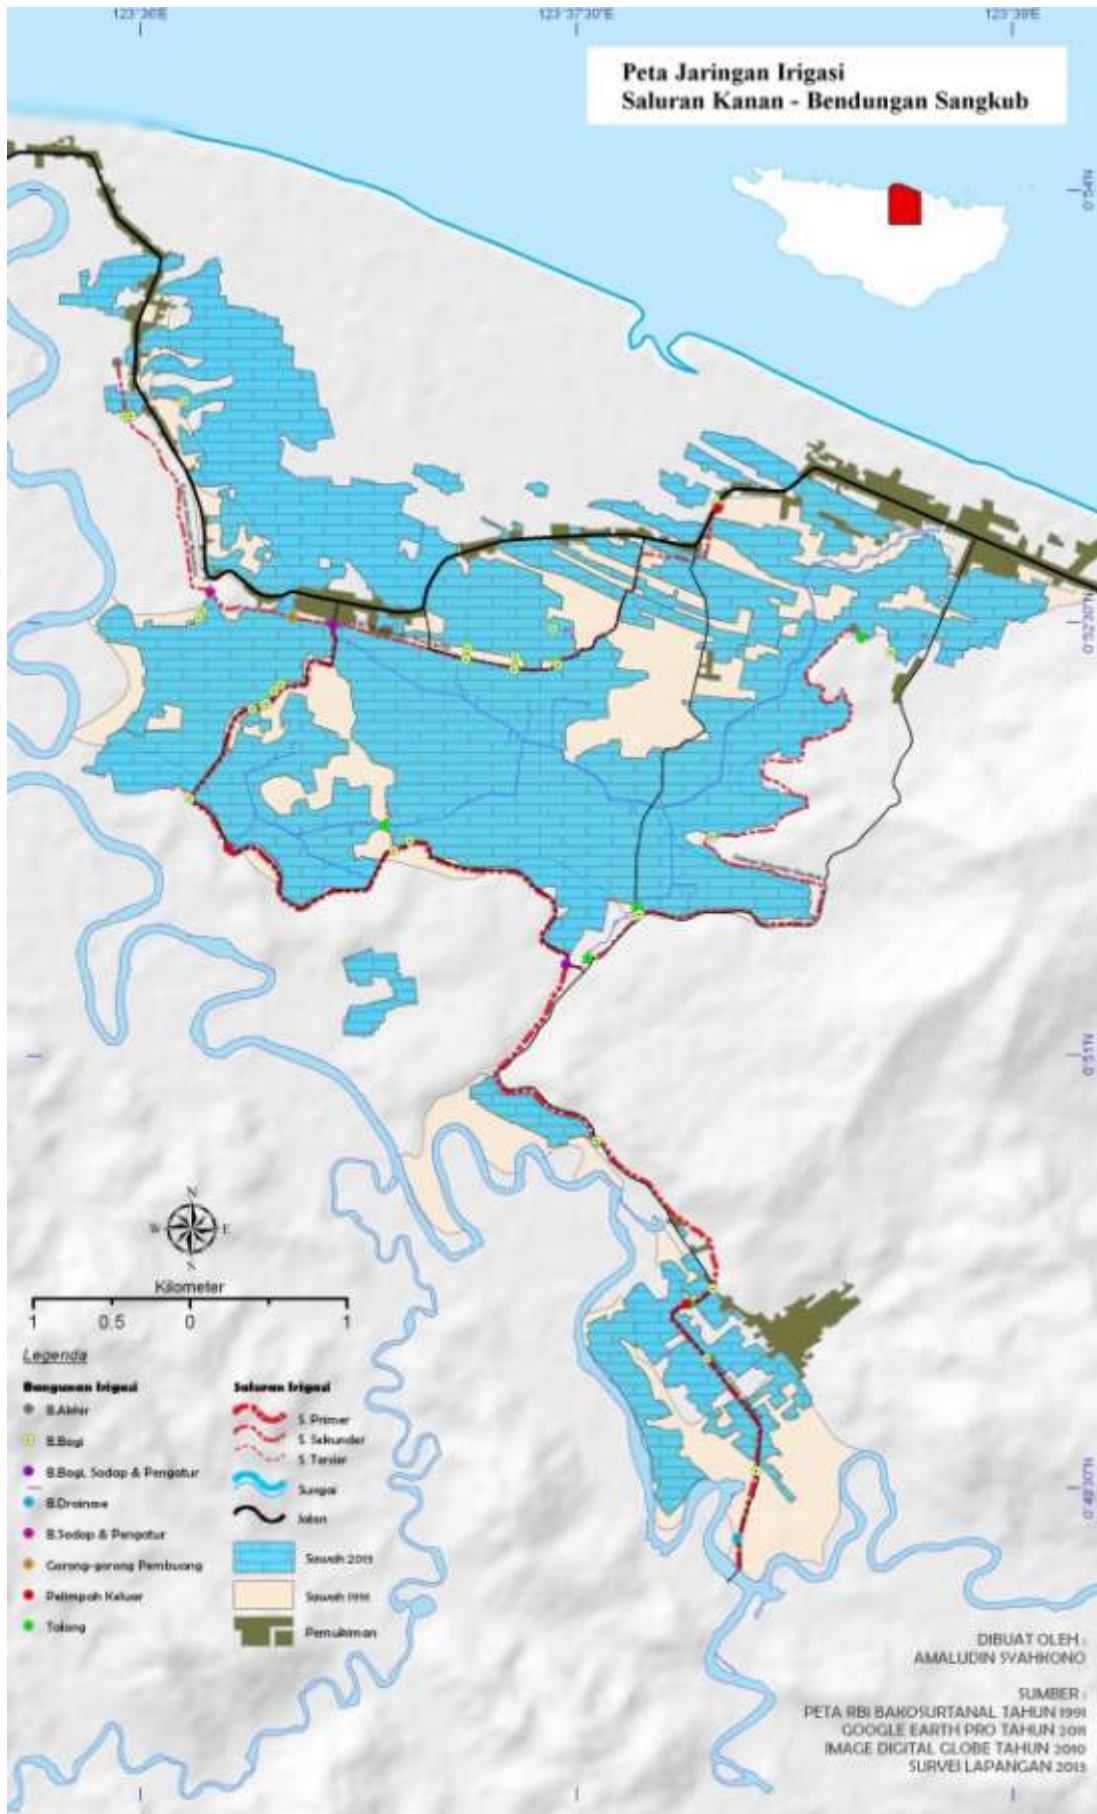 123°36'E
123°37'30"E
123°39'E
Peta Jaringan Irigasi
Saluran Kanan - Bendungan Sangkub
0°54'N
0°52'30"N
0°51'N
0°49'30"N
N
W E
S
Kilometer
1 0.5 0 1
Legenda
Bangunan Irigasi
B.Akhir
B.Bagi
B.Bagi, Sadap & Pengatur
B.Drainase
B.Sadap & Pengatur
Gorong-gorong Pembuang
Pelimpah Keluar
Talang
Saluran Irigasi
S. Primer
S. Sekunder
S. Tersier
Sungai
Jalan
Sawah 2013
Sawah 1991
Pemukiman
DIBUAT OLEH :
AMALUDIN SYAHKONO
SUMBER :
PETA RBI BAKOSURTANAL TAHUN 1991
GOOGLE EARTH PRO TAHUN 2011
IMAGE DIGITAL GLOBE TAHUN 2010
SURVEI LAPANGAN 2013